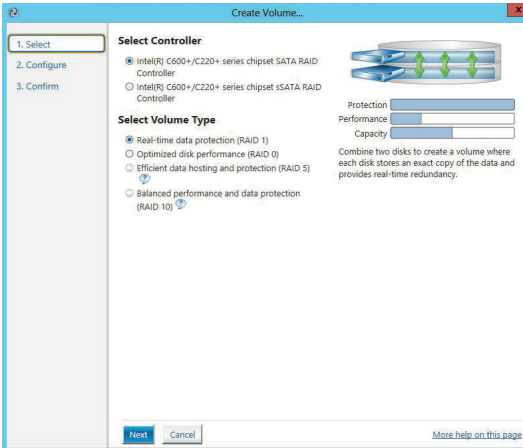 Create Volume...
x
1. Select
2. Configure
3. Confirm
Select Controller
Intel(R) C600+/C220+ series chipset SATA RAID
Controller
Intel(R) C600+/C220+ series chipset sSATA RAID
Controller
Select Volume Type
Real-time data protection (RAID 1)
Optimized disk performance (RAID 0)
Efficient data hosting and protection (RAID 5)
?
Balanced performance and data protection
(RAID 10) ?
Protection
Performance
Capacity
Combine two disks to create a volume where
each disk stores an exact copy of the data and
provides real-time redundancy.
Next
Cancel
More help on this page